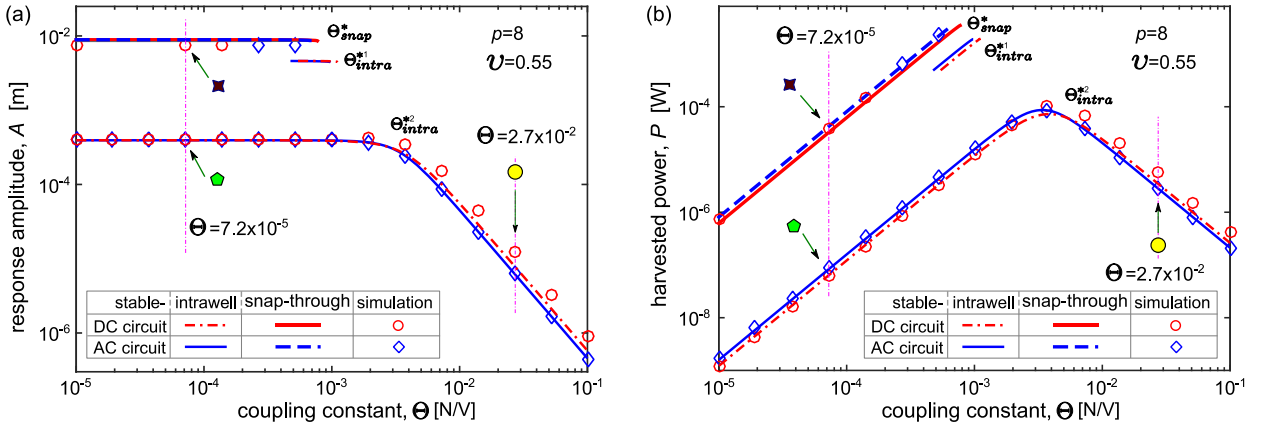 (a)
10⁻²
10⁻⁴
10⁻⁶
response amplitude, A [m]
Θ*snap
Θ*¹intra
p=8
υ=0.55
Θ*²intra
Θ=2.7x10⁻²
Θ=7.2x10⁻⁵
stable- intrawell snap-through simulation
DC circuit
AC circuit
10⁻⁵ 10⁻⁴ 10⁻³ 10⁻² 10⁻¹
coupling constant, Θ [N/V]
(b)
10⁻⁴
10⁻⁶
10⁻⁸
harvested power, P [W]
Θ=7.2x10⁻⁵
Θ*snap
Θ*¹intra
p=8
υ=0.55
Θ*²intra
Θ=2.7x10⁻²
stable- intrawell snap-through simulation
DC circuit
AC circuit
10⁻⁵ 10⁻⁴ 10⁻³ 10⁻² 10⁻¹
coupling constant, Θ [N/V]